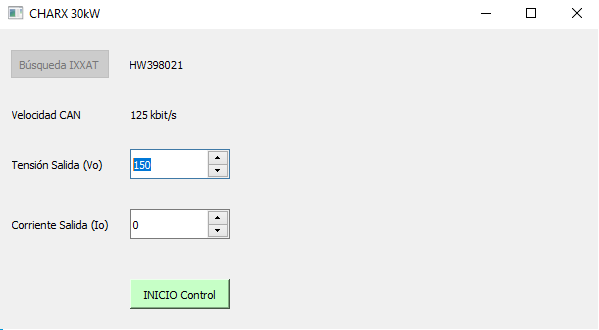 CHARX 30kW
Búsqueda IXXAT HW398021
Velocidad CAN 125 kbit/s
Tensión Salida (Vo) 150
Corriente Salida (Io) 0
INICIO Control